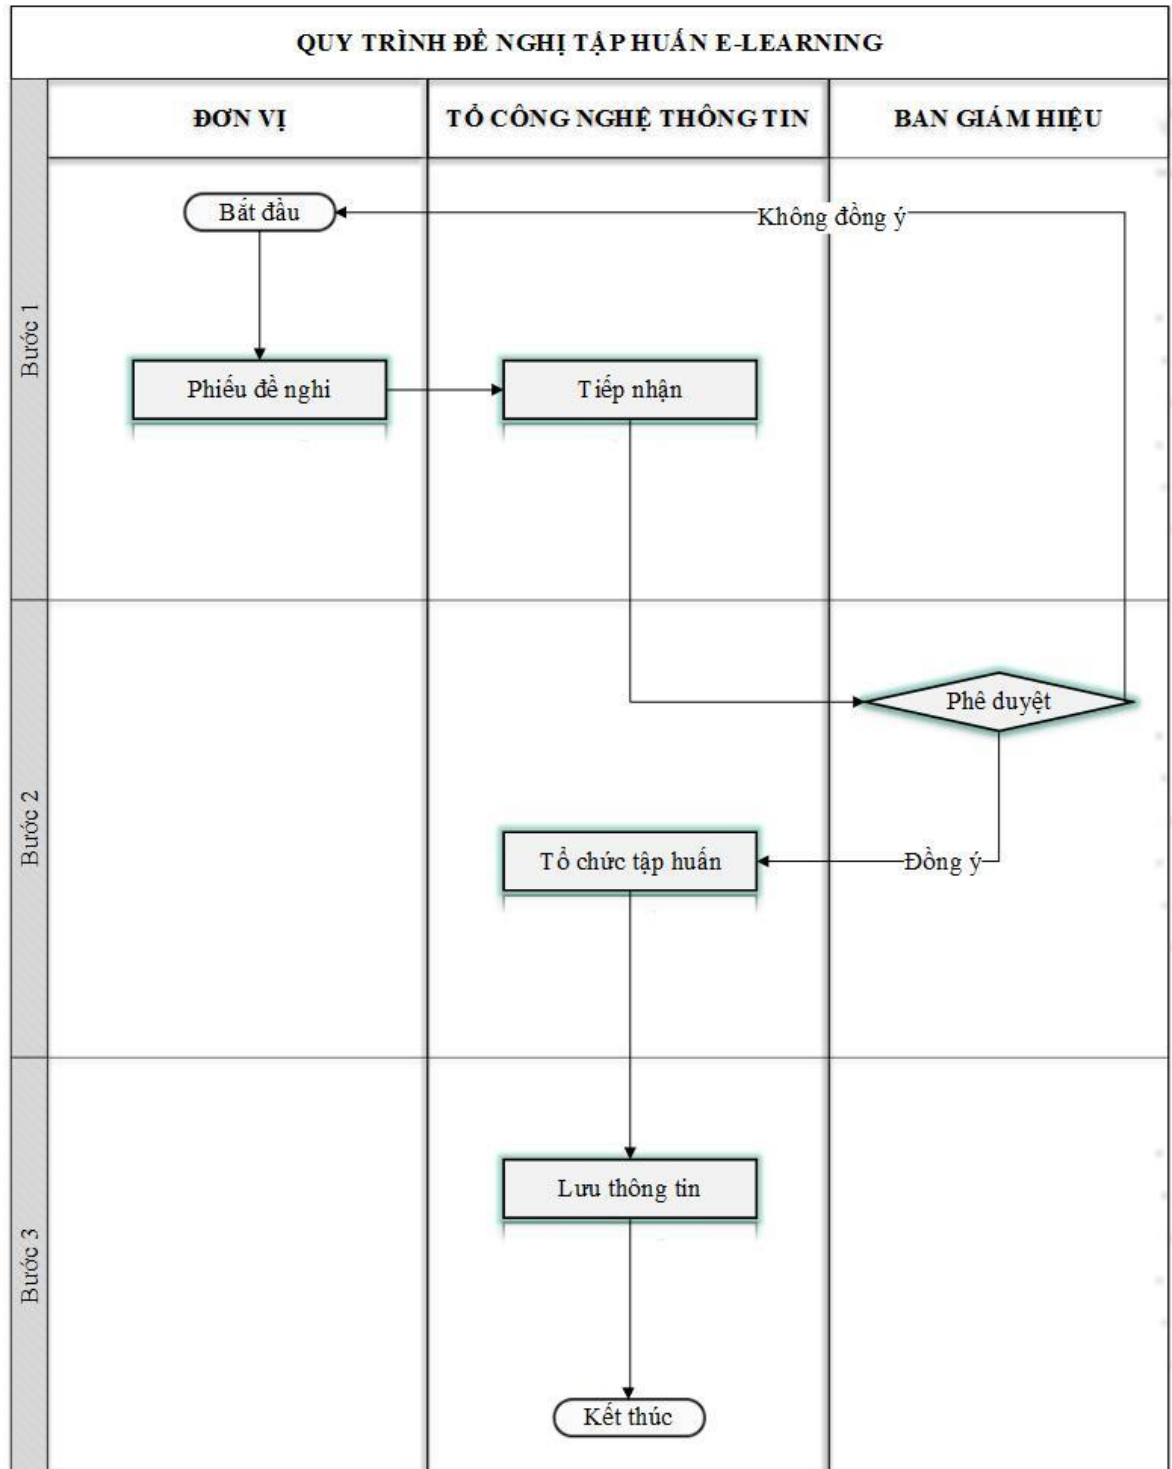 QUY TRÌNH ĐỀ NGHỊ TẬP HUẤN E-LEARNING
ĐƠN VỊ
TỔ CÔNG NGHỆ THÔNG TIN
BAN GIÁM HIỆU
Bước 1
Bắt đầu
Không đồng ý
Phiếu đề nghi
Tiếp nhận
Bước 2
Phê duyệt
Tổ chức tập huấn
Đồng ý
Bước 3
Lưu thông tin
Kết thúc